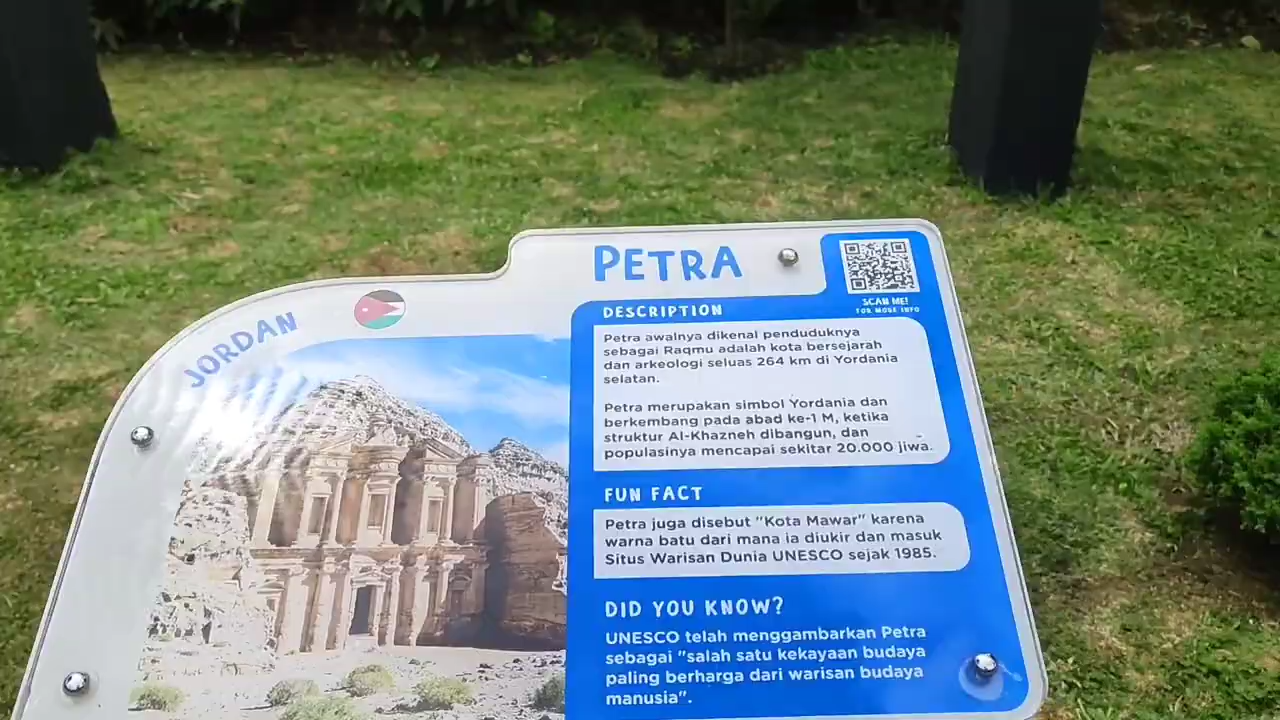 PETRA
JORDAN
SCAN ME!
FOR MORE INFO
DESCRIPTION
Petra awalnya dikenal penduduknya
sebagai Raqmu adalah kota bersejarah
dan arkeologi seluas 264 km di Yordania
selatan.
Petra merupakan simbol Yordania dan
berkembang pada abad ke-1 M, ketika
struktur Al-Khazneh dibangun, dan
populasinya mencapai sekitar 20.000 jiwa.
FUN FACT
Petra juga disebut "Kota Mawar" karena
warna batu dari mana ia diukir dan masuk
Situs Warisan Dunia UNESCO sejak 1985.
DID YOU KNOW?
UNESCO telah menggambarkan Petra
sebagai "salah satu kekayaan budaya
paling berharga dari warisan budaya
manusia".